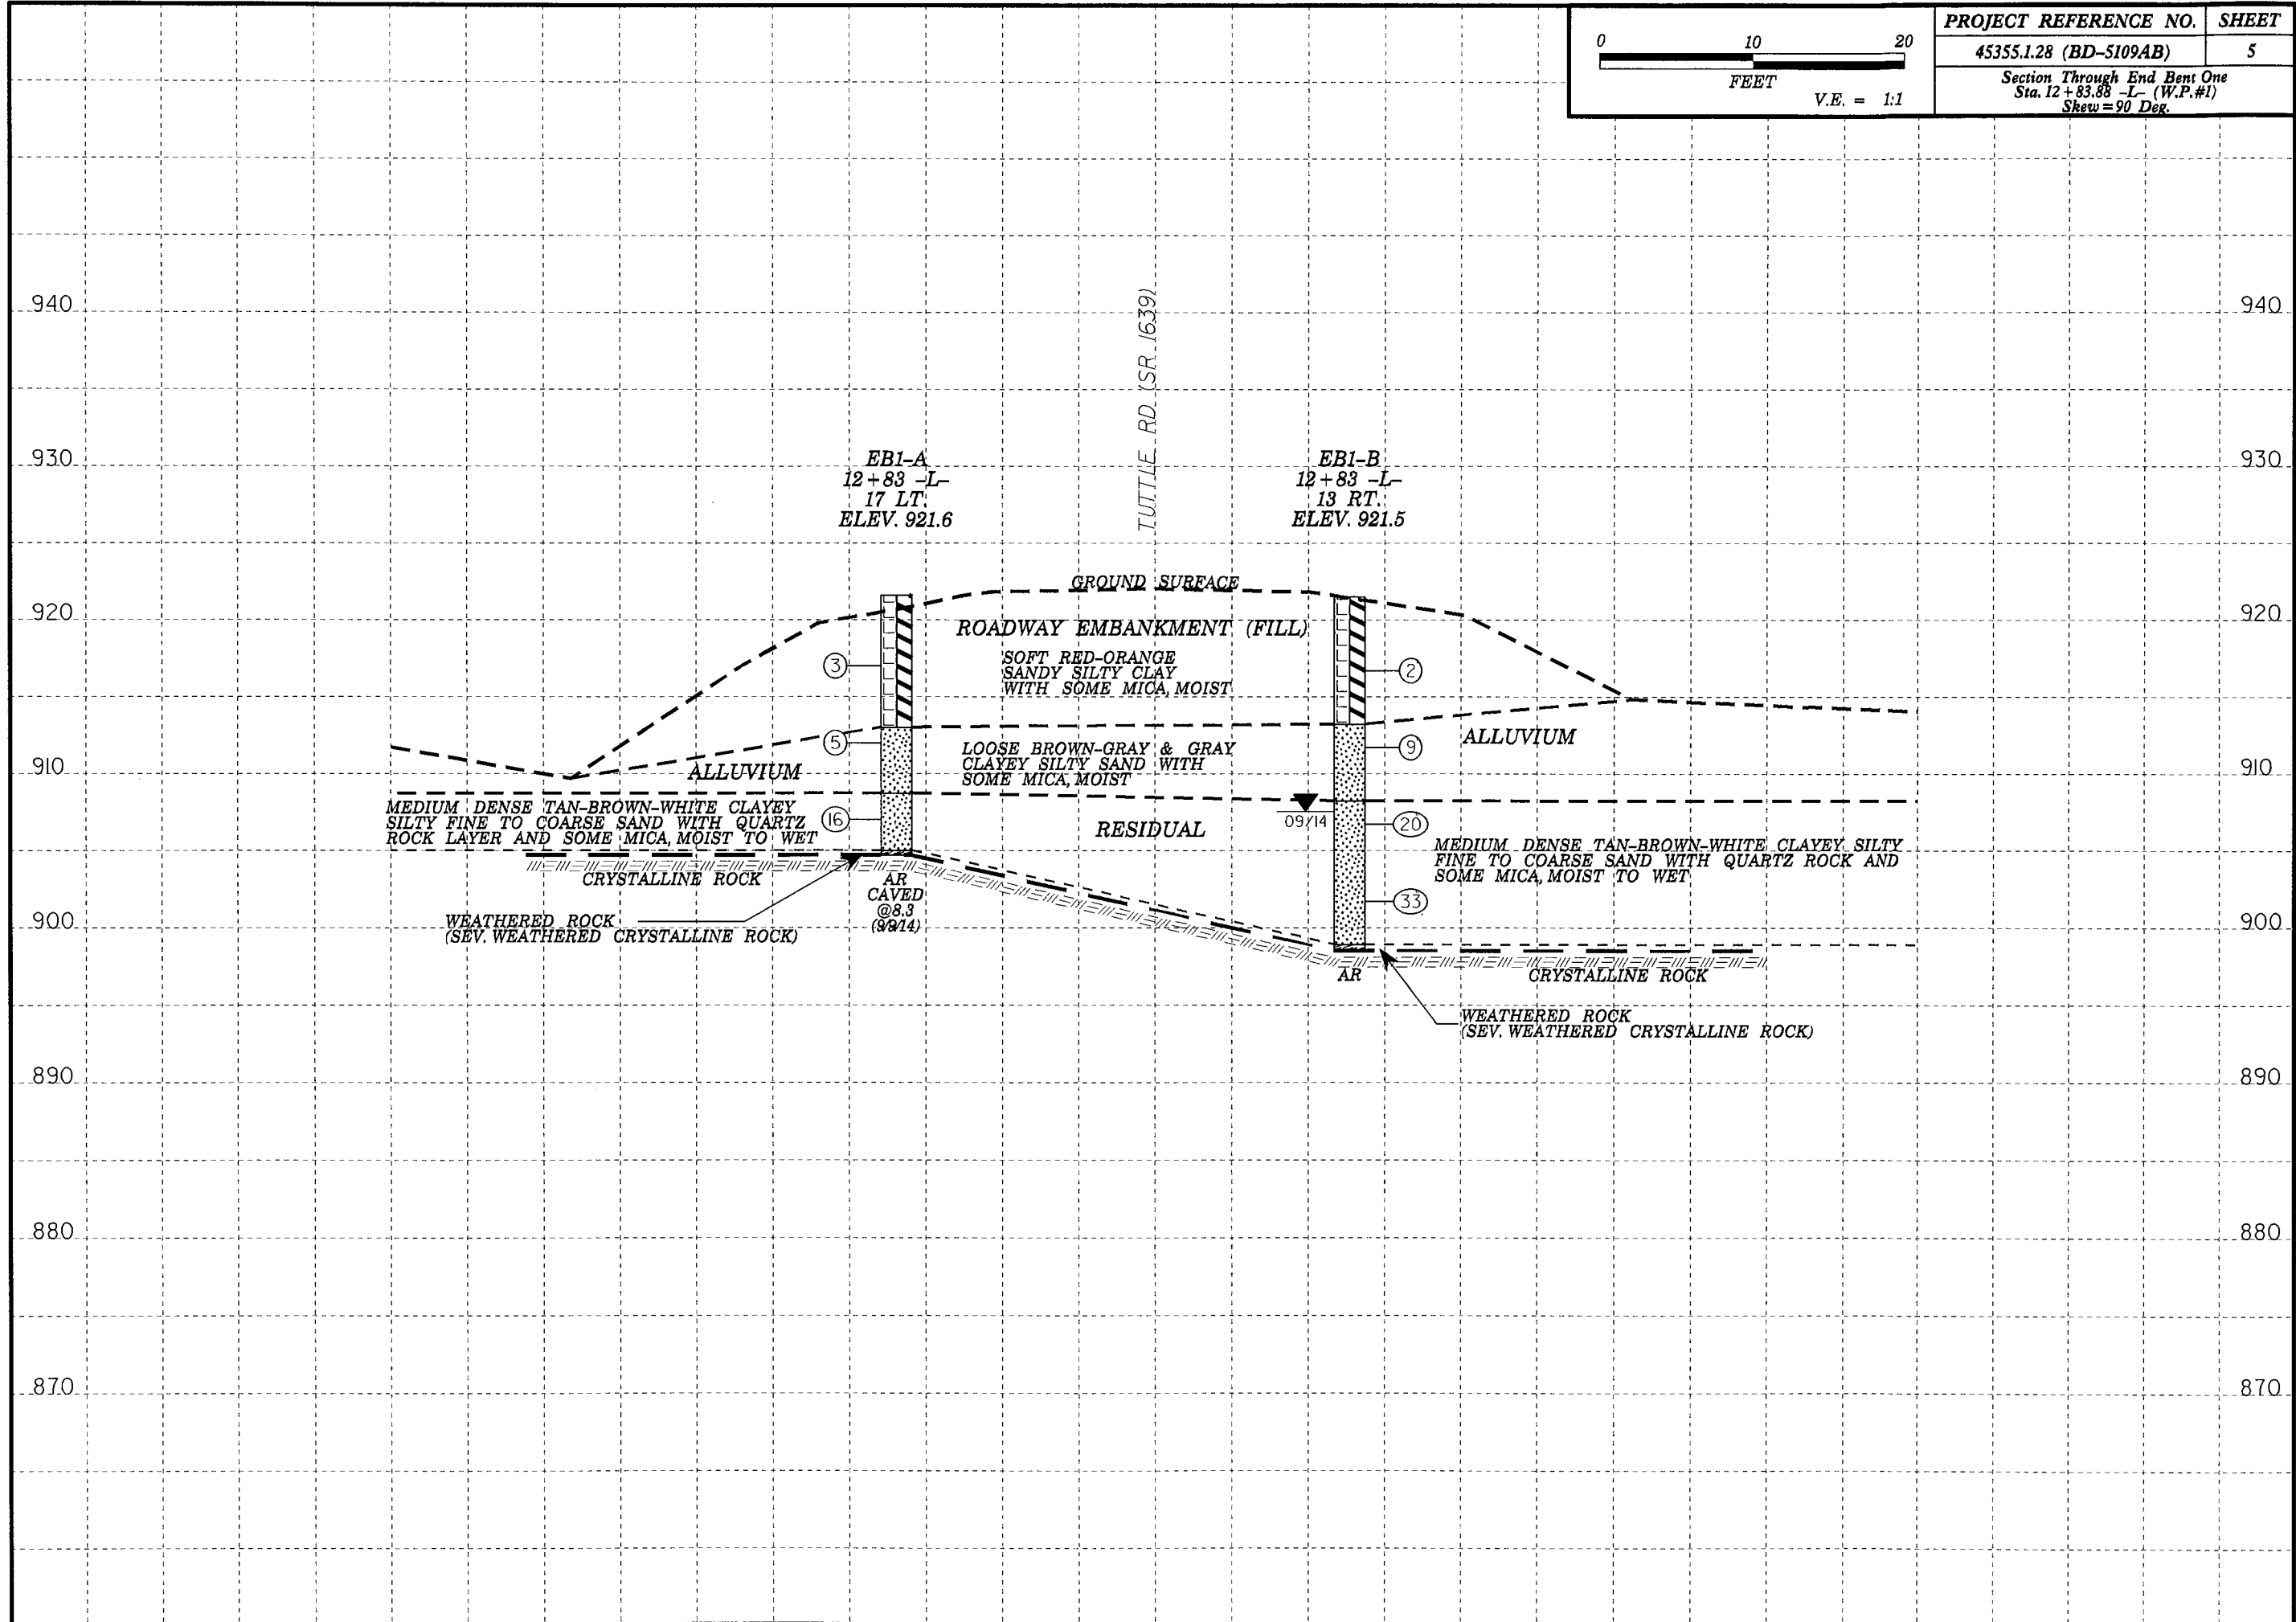 0 10 20
FEET
V.E. = 1:1
PROJECT REFERENCE NO. SHEET
45355.1.28 (BD-5109AB) 5
Section Through End Bent One
Sta. 12+83.88 -L- (W.P.#1)
Skew=90 Deg.
940 940
TUTTLE RD. (SR 1639)
930 930
EB1-A
12+83 -L-
17 LT.
ELEV. 921.6
EB1-B
12+83 -L-
13 RT.
ELEV. 921.5
GROUND SURFACE
920 920
ROADWAY EMBANKMENT (FILL)
SOFT RED-ORANGE
SANDY SILTY CLAY
WITH SOME MICA, MOIST
3
2
5
9
ALLUVIUM
LOOSE BROWN-GRAY & GRAY
CLAYEY SILTY SAND WITH
SOME MICA, MOIST
ALLUVIUM
910 910
MEDIUM DENSE TAN-BROWN-WHITE CLAYEY
SILTY FINE TO COARSE SAND WITH QUARTZ
ROCK LAYER AND SOME MICA, MOIST TO WET
16
RESIDUAL
09/14
20
MEDIUM DENSE TAN-BROWN-WHITE CLAYEY SILTY
FINE TO COARSE SAND WITH QUARTZ ROCK AND
SOME MICA, MOIST TO WET
CRYSTALLINE ROCK
AR
CAVED
@8.3
(9/9/14)
33
900 900
WEATHERED ROCK
(SEV. WEATHERED CRYSTALLINE ROCK)
AR
CRYSTALLINE ROCK
WEATHERED ROCK
(SEV. WEATHERED CRYSTALLINE ROCK)
890 890
880 880
870 870